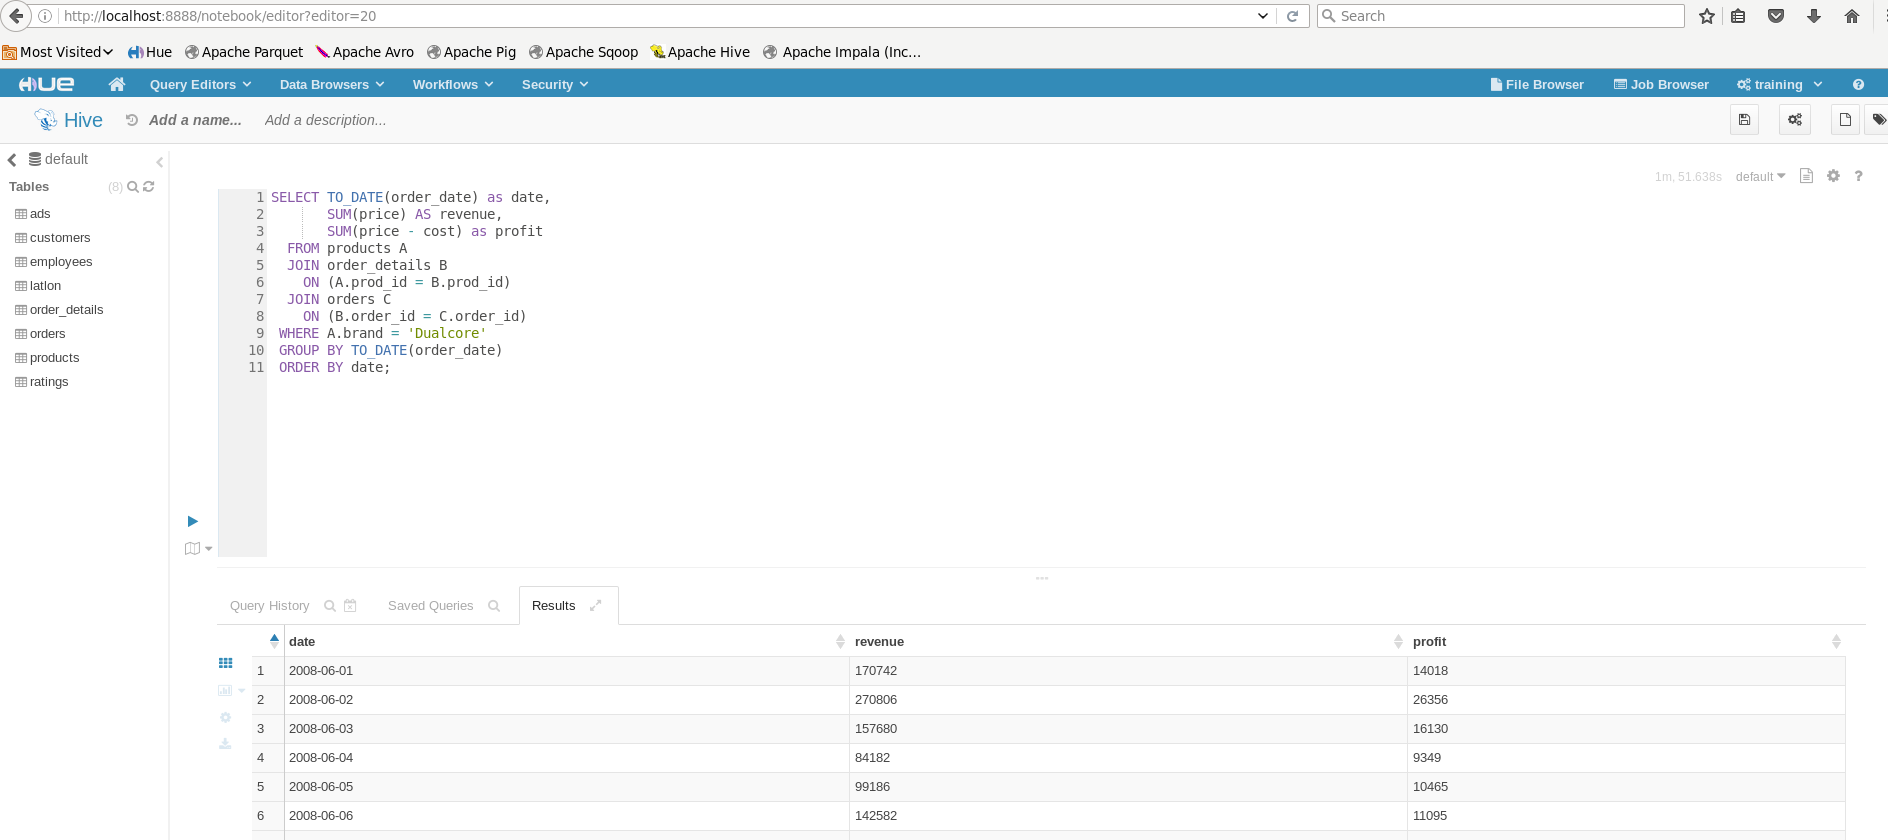 http://localhost:8888/notebook/editor?editor=20
Search
Most Visited Hue Apache Parquet Apache Avro Apache Pig Apache Sqoop Apache Hive Apache Impala (Inc...
HUE Query Editors Data Browsers Workflows Security File Browser Job Browser training ?
Hive Add a name... Add a description...
default
Tables (8)
ads
customers
employees
latlon
order_details
orders
products
ratings
1m, 51.638s default ?
1 SELECT TO_DATE(order_date) as date,
2 SUM(price) AS revenue,
3 SUM(price - cost) as profit
4 FROM products A
5 JOIN order_details B
6 ON (A.prod_id = B.prod_id)
7 JOIN orders C
8 ON (B.order_id = C.order_id)
9 WHERE A.brand = 'Dualcore'
10 GROUP BY TO_DATE(order_date)
11 ORDER BY date;
Query History Saved Queries Results
date revenue profit
1 2008-06-01 170742 14018
2 2008-06-02 270806 26356
3 2008-06-03 157680 16130
4 2008-06-04 84182 9349
5 2008-06-05 99186 10465
6 2008-06-06 142582 11095